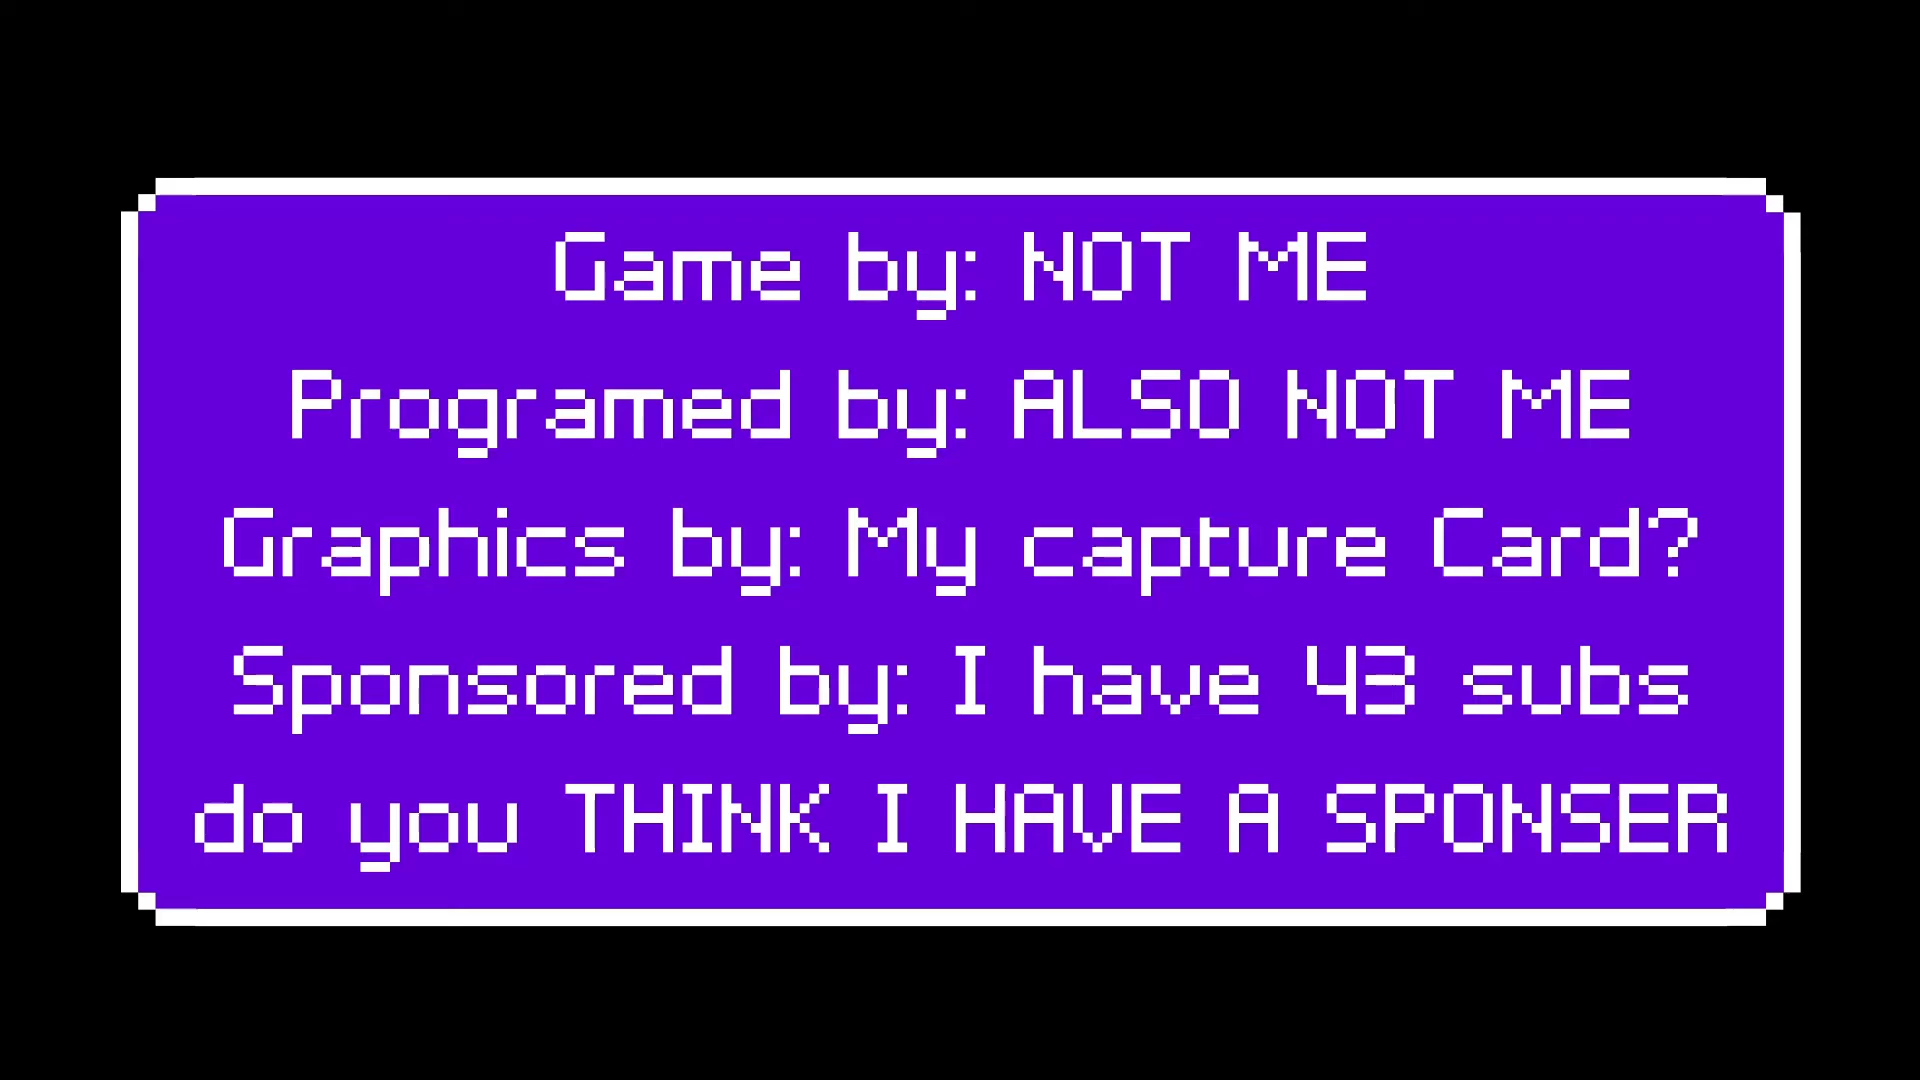 Game by: NOT ME
Programed by: ALSO NOT ME
Graphics by: My capture Card?
Sponsored by: I have 43 subs
do you THINK I HAVE A SPONSER